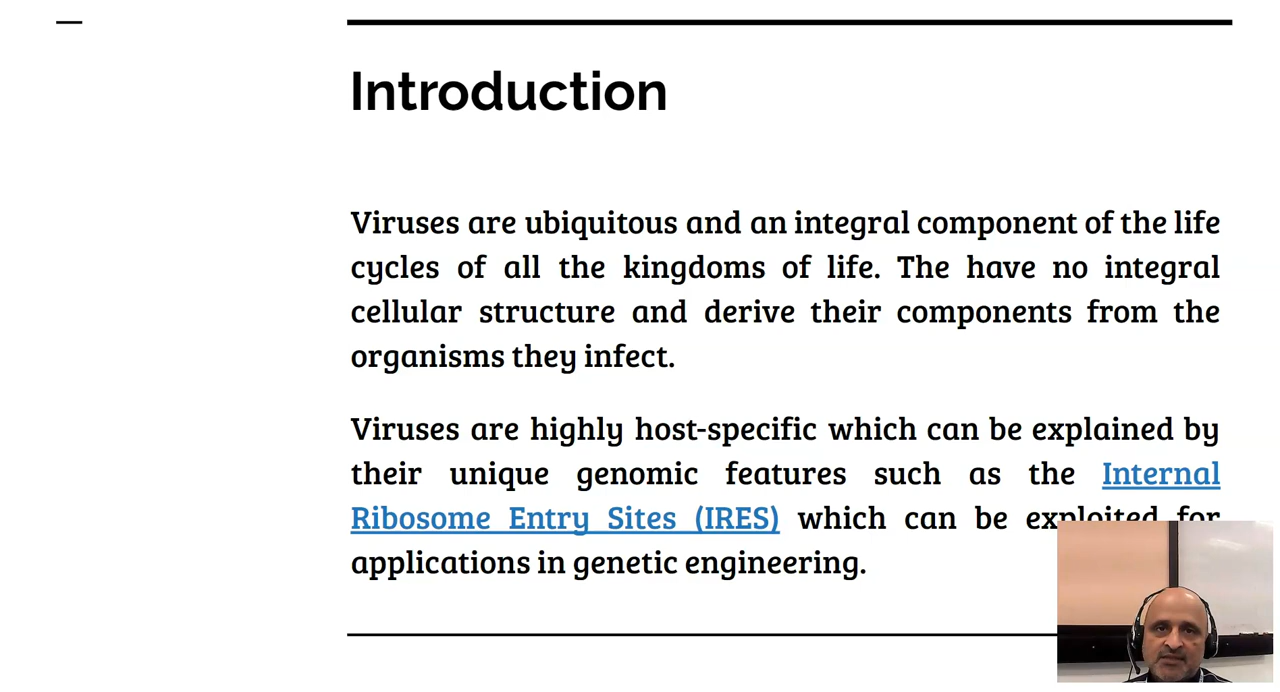 Introduction
Viruses are ubiquitous and an integral component of the life
cycles of all the kingdoms of life. The have no integral
cellular structure and derive their components from the
organisms they infect.
Viruses are highly host-specific which can be explained by
their unique genomic features such as the Internal
Ribosome Entry Sites (IRES) which can be exploited for
applications in genetic engineering.